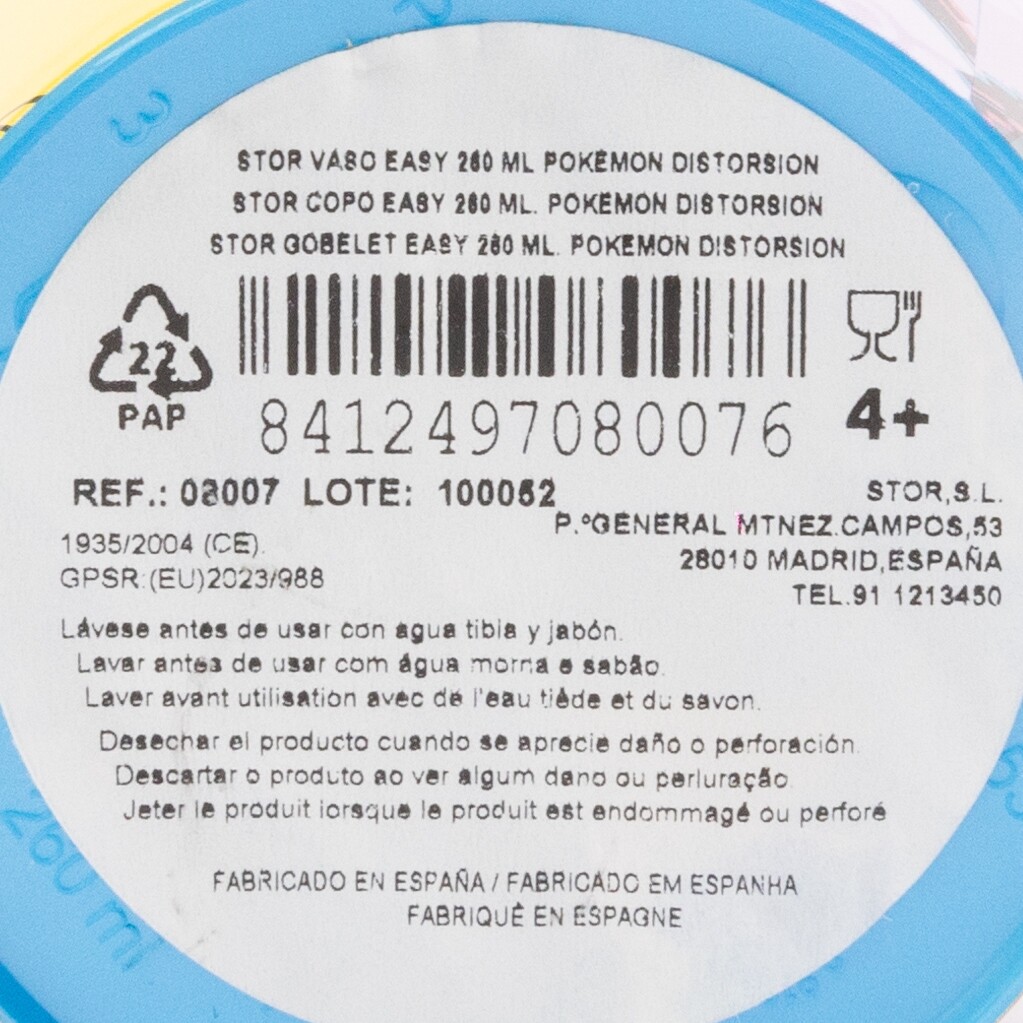 STOR VASO EASY 260 ML POKEMON DISTORSION
STOR COPO EASY 260 ML. POKEMON DISTORSION
STOR GOBELET EASY 260 ML. POKEMON DISTORSION
22
PAP
8412497080076
4+
REF.: 08007 LOTE: 100052
STOR,S.L.
P.ºGENERAL MTNEZ.CAMPOS,53
28010 MADRID,ESPAÑA
TEL.91 1213450
1935/2004 (CE).
GPSR:(EU)2023/988
Lávese antes de usar con agua tibia y jabón.
Lavar antes de usar com água morna e sabão.
Laver avant utilisation avec de l'eau tiède et du savon.
Desechar el producto cuando se aprecie daño o perforación
Descartar o produto ao ver algum dano ou perfuração
Jeter le produit lorsque le produit est endommagé ou perforé
FABRICADO EN ESPAÑA / FABRICADO EM ESPANHA
FABRIQUÉ EN ESPAGNE
260 ml